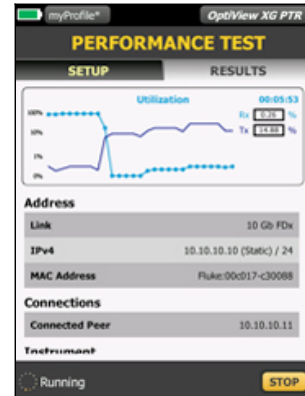 myProfile* OptiView XG PTR
PERFORMANCE TEST
SETUP RESULTS
Utilization 00:05:53
100% Rx 0.26 %
10% Tx 14.88 %
1%
0%
Address
Link 10 Gb FDx
IPv4 10.10.10.10 (Static) / 24
MAC Address Fluke:00c017-c30088
Connections
Connected Peer 10.10.10.11
Instrument
Running STOP